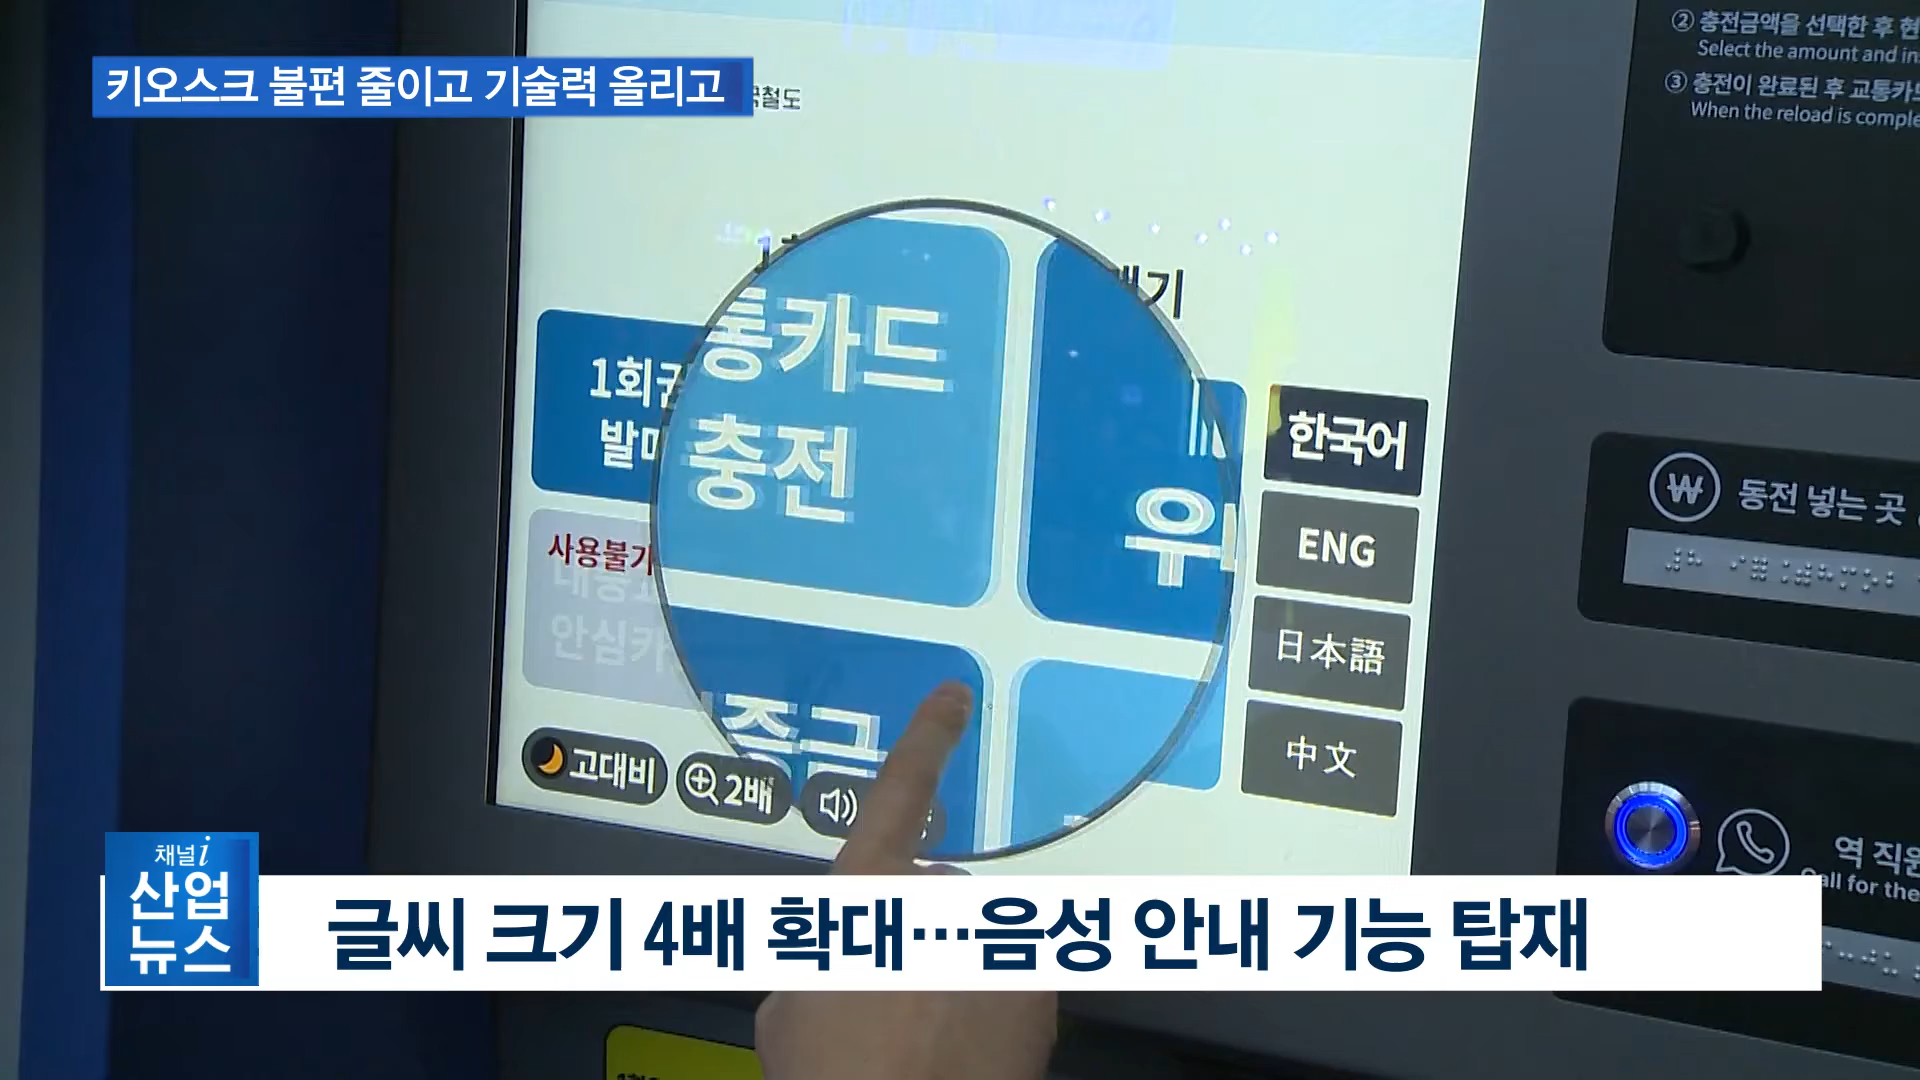 키오스크 불편 줄이고 기술력 올리고
② 충전금액을 선택한 후
Select the amount and
③ 충전이 완료된 후
When the reload is
1회권
통카드
충전
한국어
ENG
日本語
中文
사용불가
고대비
2배
동전 넣는 곳
역 직원
Call for the
채널i
산업
뉴스
글씨 크기 4배 확대…음성 안내 기능 탑재